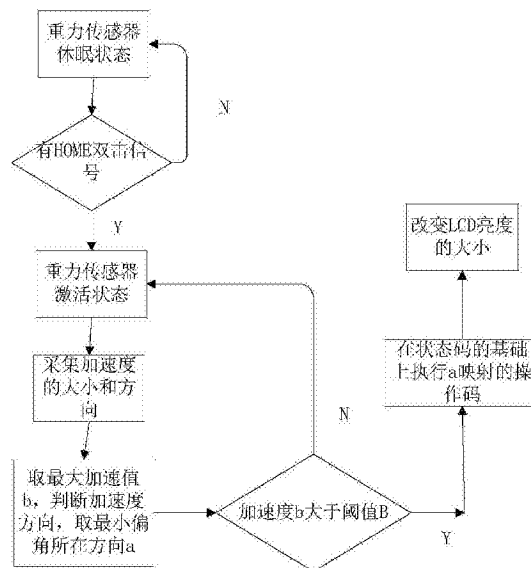 重力传感器
休眠状态
N
有HOME双击信
号
Y
重力传感器
激活状态
采集加速度
的大小和方
向
取最大加速值
b，判断加速度
方向，取最小偏
角所在方向a
加速度b大于阈值B
N
Y
在状态码的基础
上执行a映射的操
作码
改变LCD亮度
的大小